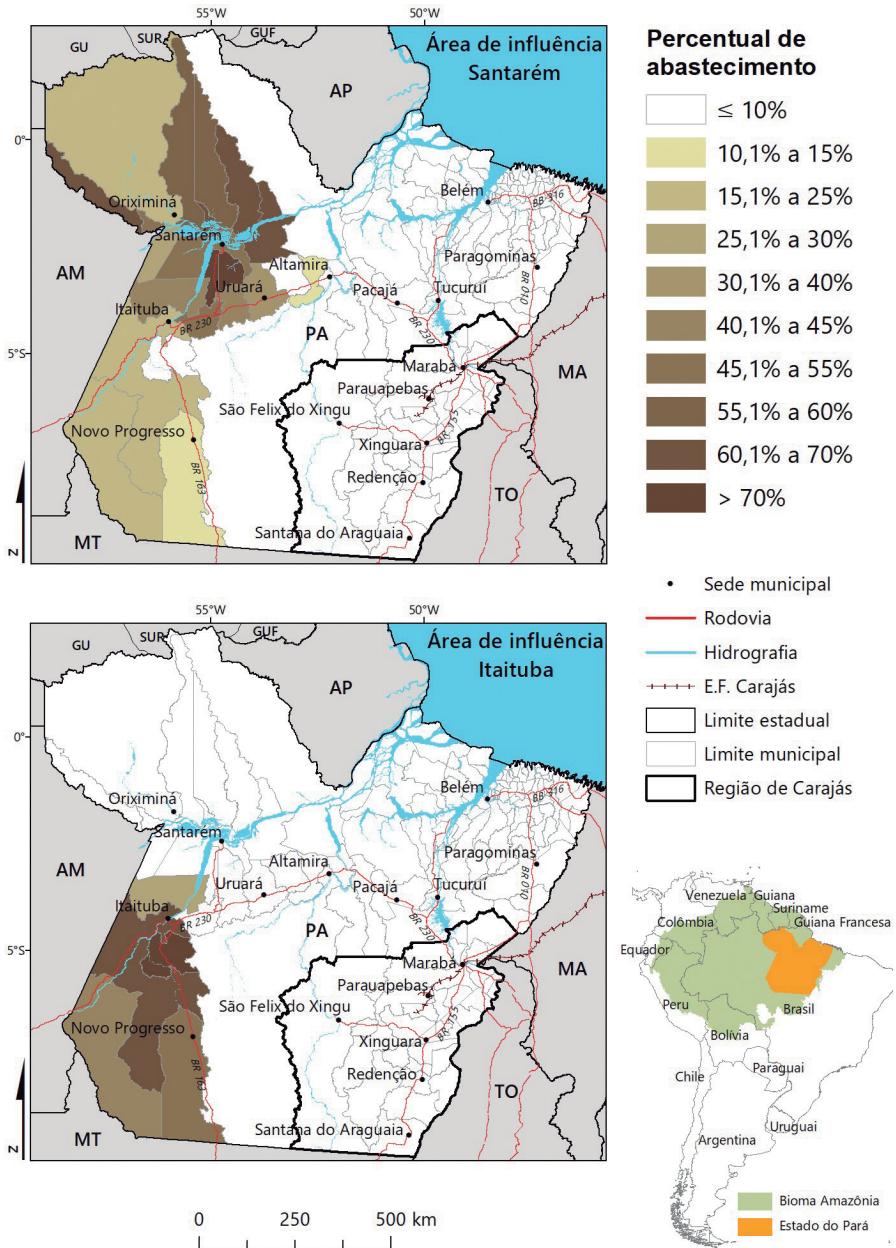 55°W
50°W
GU
SUR
GUF
AP
Área de influência
Santarém
0°
Oriximiná
Santarém
Belém
BR 316
AM
Altamira
Uruará
Paragominas
BR 010
Pacajá
Tucuruí
Itaituba
BR 230
BR 230
PA
5°S
Marabá
MA
Parauapebas
São Felix do Xingu
BR 155
Novo Progresso
Xinguara
BR 163
Redenção
TO
Santana do Araguaia
MT
N
Percentual de
abastecimento
≤ 10%
10,1% a 15%
15,1% a 25%
25,1% a 30%
30,1% a 40%
40,1% a 45%
45,1% a 55%
55,1% a 60%
60,1% a 70%
> 70%
Sede municipal
Rodovia
Hidrografia
E.F. Carajás
Limite estadual
Limite municipal
Região de Carajás
55°W
50°W
GU
SUR
GUF
AP
Área de influência
Itaituba
0°
Oriximiná
Santarém
Belém
BR 316
AM
Altamira
Uruará
Paragominas
BR 010
Pacajá
Tucuruí
Itaituba
BR 230
BR 230
PA
5°S
Marabá
MA
Parauapebas
São Felix do Xingu
BR 155
Novo Progresso
Xinguara
BR 163
Redenção
TO
Santana do Araguaia
MT
N
0 250 500 km
Venezuela
Guiana
Suriname
Guiana Francesa
Colômbia
Equador
Peru
Brasil
Bolívia
Paraguai
Chile
Uruguai
Argentina
Bioma Amazônia
Estado do Pará